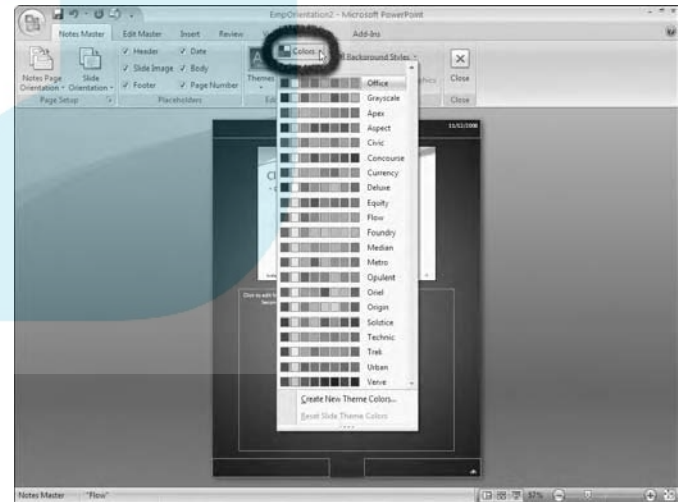 EmpOrientation2 - Microsoft PowerPoint
Notes Master Edit Master Insert Review Add-Ins
Header Date
Slide Image Body
Footer Page Number
Notes Page Orientation
Slide Orientation
Themes
Colors
Background Styles
Close
Page Setup Placeholders Close
Office
Grayscale
Apex
Aspect
Civic
Concourse
Currency
Deluxe
Equity
Flow
Foundry
Median
Metro
Opulent
Oriel
Origin
Solstice
Technic
Trek
Urban
Verve
Create New Theme Colors...
Reset Slide Theme Colors
Notes Master "Flow" 37%